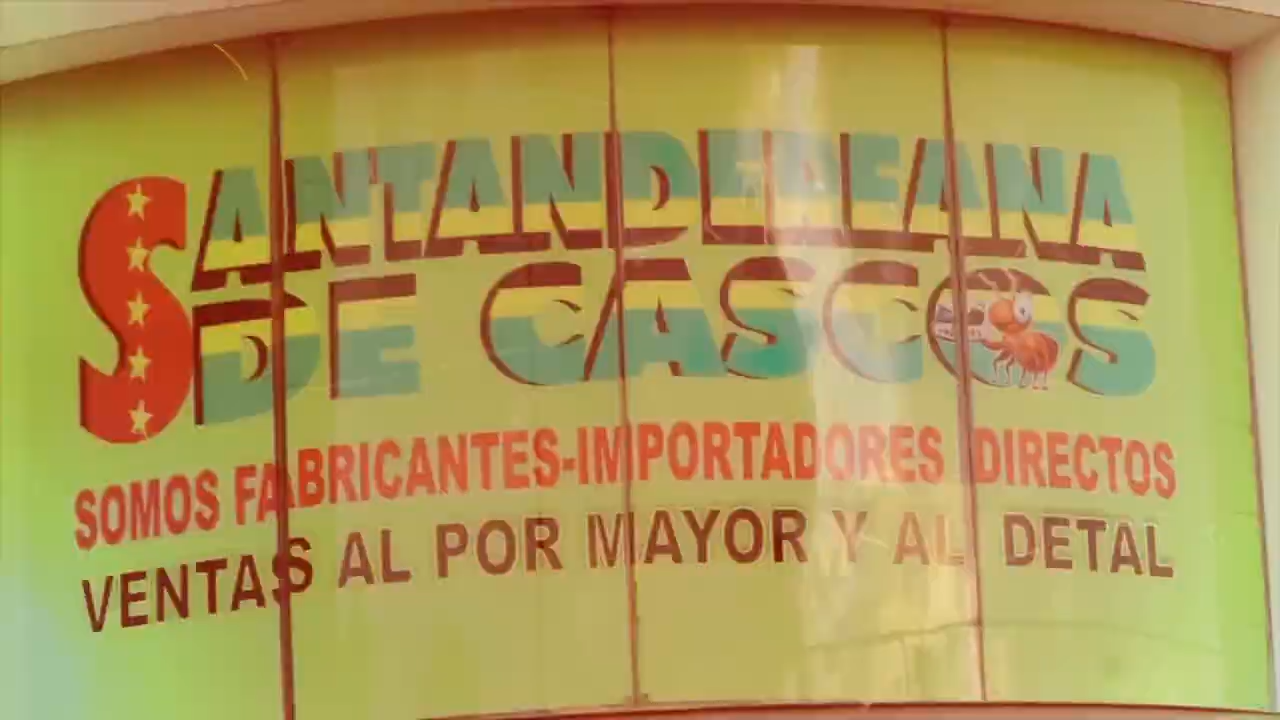 SANTANDEREANA
DE CASCOS
SOMOS FABRICANTES-IMPORTADORES DIRECTOS
VENTAS AL POR MAYOR Y AL DETAL